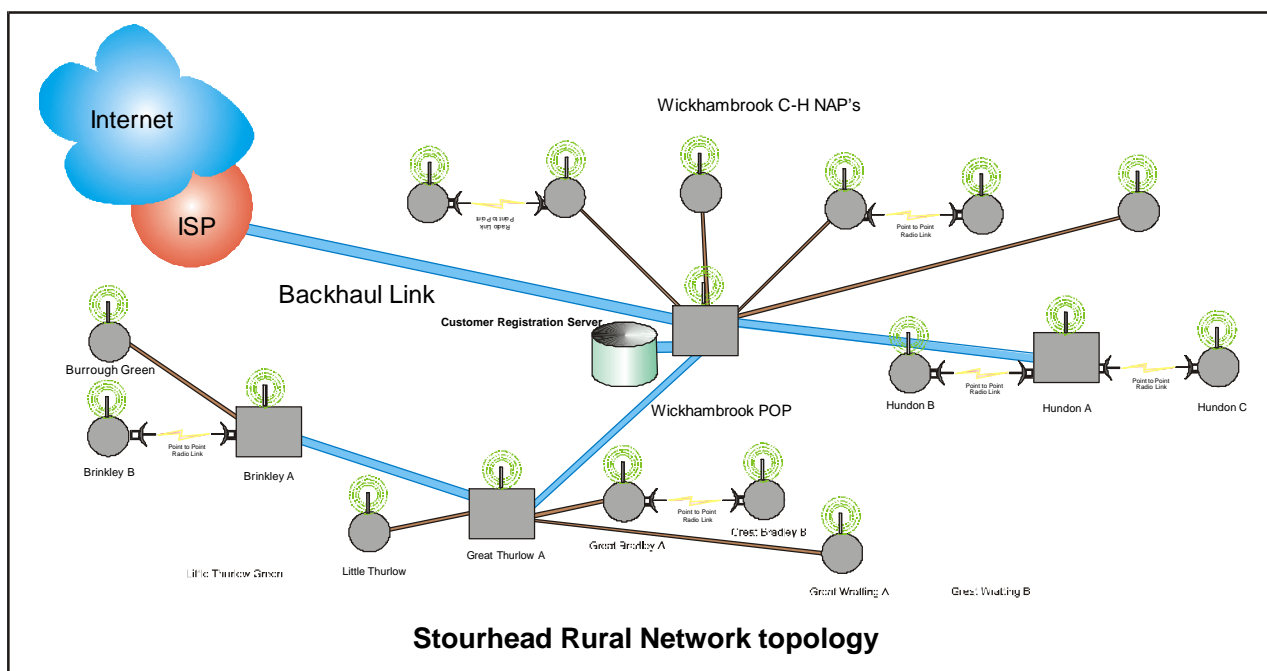 Internet
ISP
Wickhambrook C-H NAP's
Point to Point
Radio Link
Point to Point
Radio Link
Backhaul Link
Customer Registration Server
Wickhambrook POP
Burrough Green
Brinkley B
Point to Point
Radio Link
Brinkley A
Hundon B
Point to Point
Radio Link
Hundon A
Point to Point
Radio Link
Hundon C
Little Thurlow Green
Little Thurlow
Great Thurlow A
Great Bradley A
Point to Point
Radio Link
Great Bradley B
Great Wratting A
Great Wratting B
Stourhead Rural Network topology